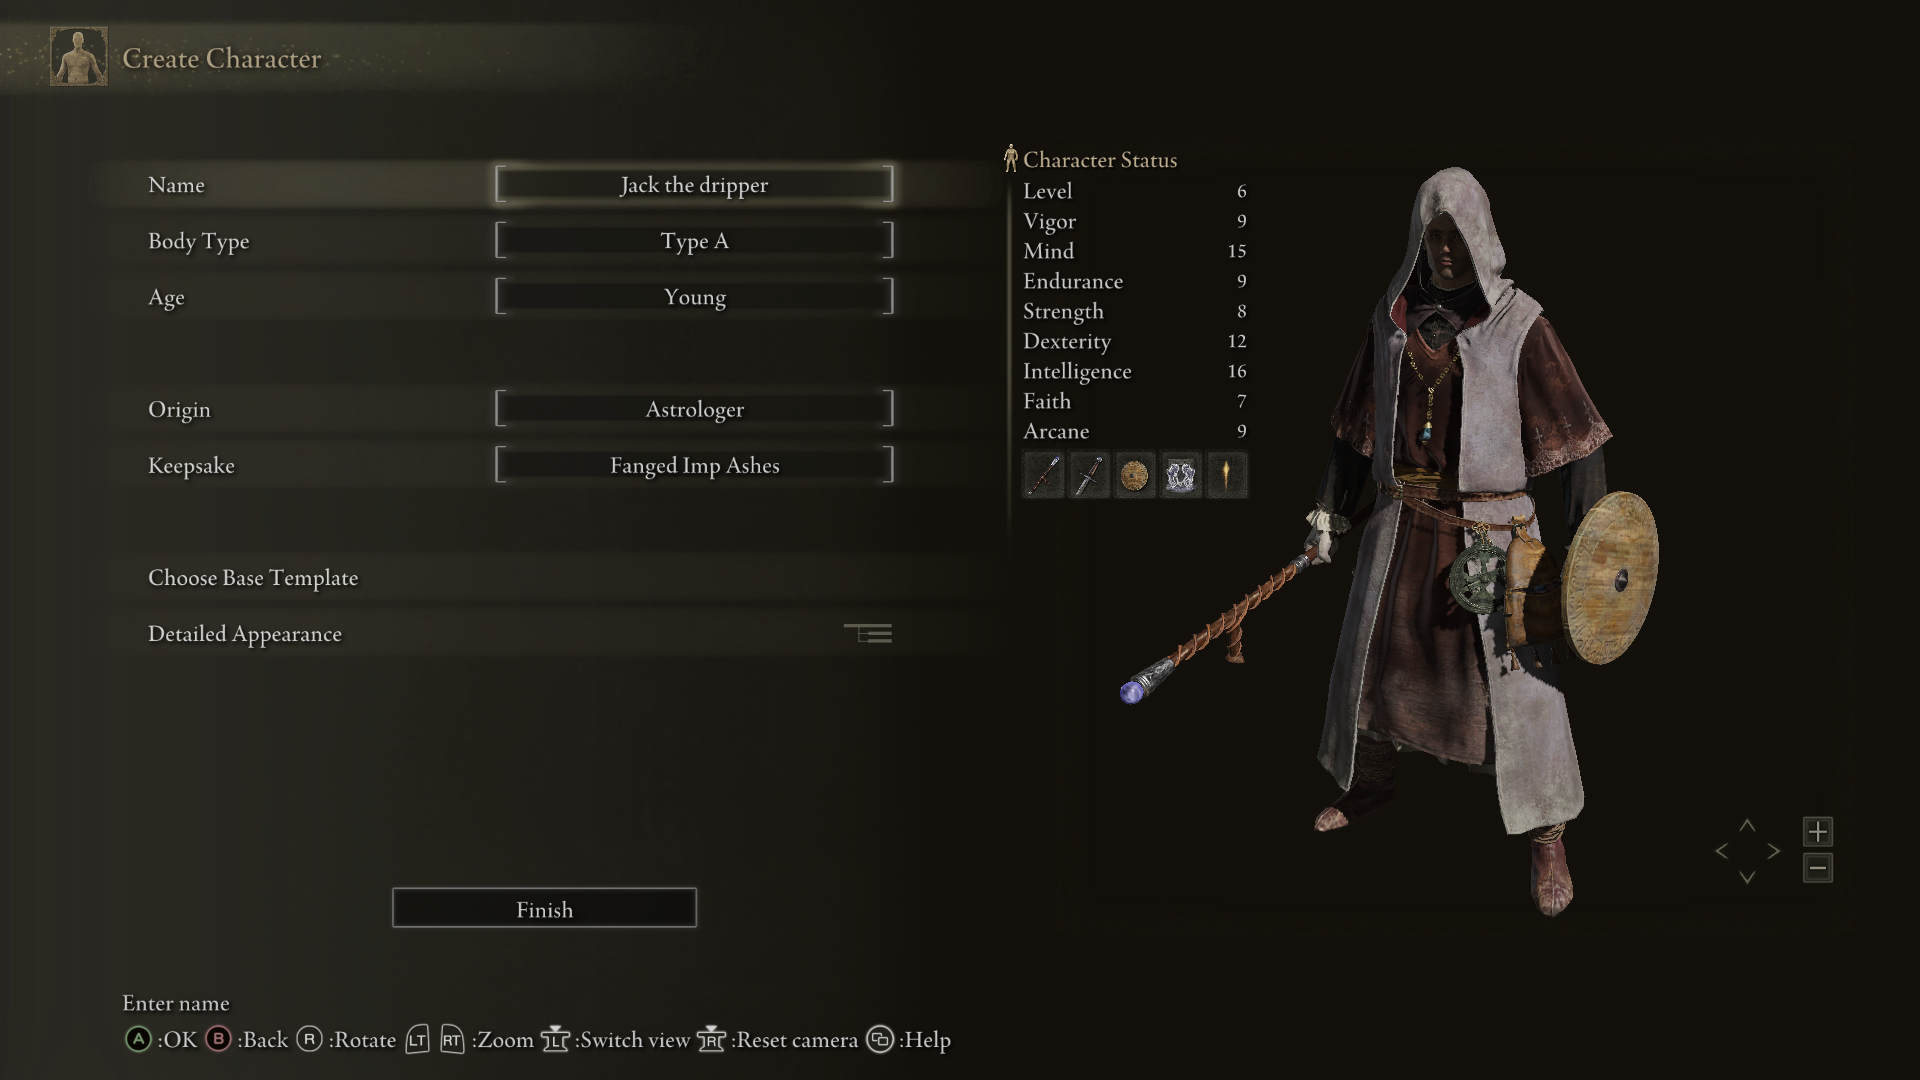 Create Character
Name Jack the dripper
Body Type Type A
Age Young
Origin Astrologer
Keepsake Fanged Imp Ashes
Choose Base Template
Detailed Appearance
Finish
Character Status
Level 6
Vigor 9
Mind 15
Endurance 9
Strength 8
Dexterity 12
Intelligence 16
Faith 7
Arcane 9
Enter name
A :OK B :Back R :Rotate LT RT :Zoom L :Switch view R :Reset camera :Help